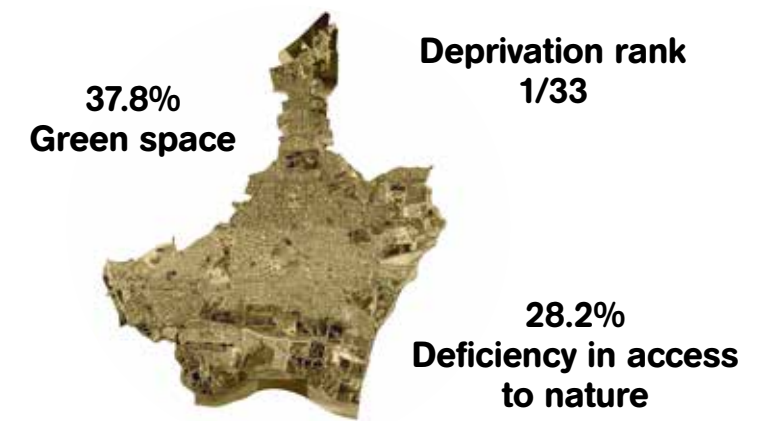 37.8%
Green space
Deprivation rank
1/33
28.2%
Deficiency in access
to nature